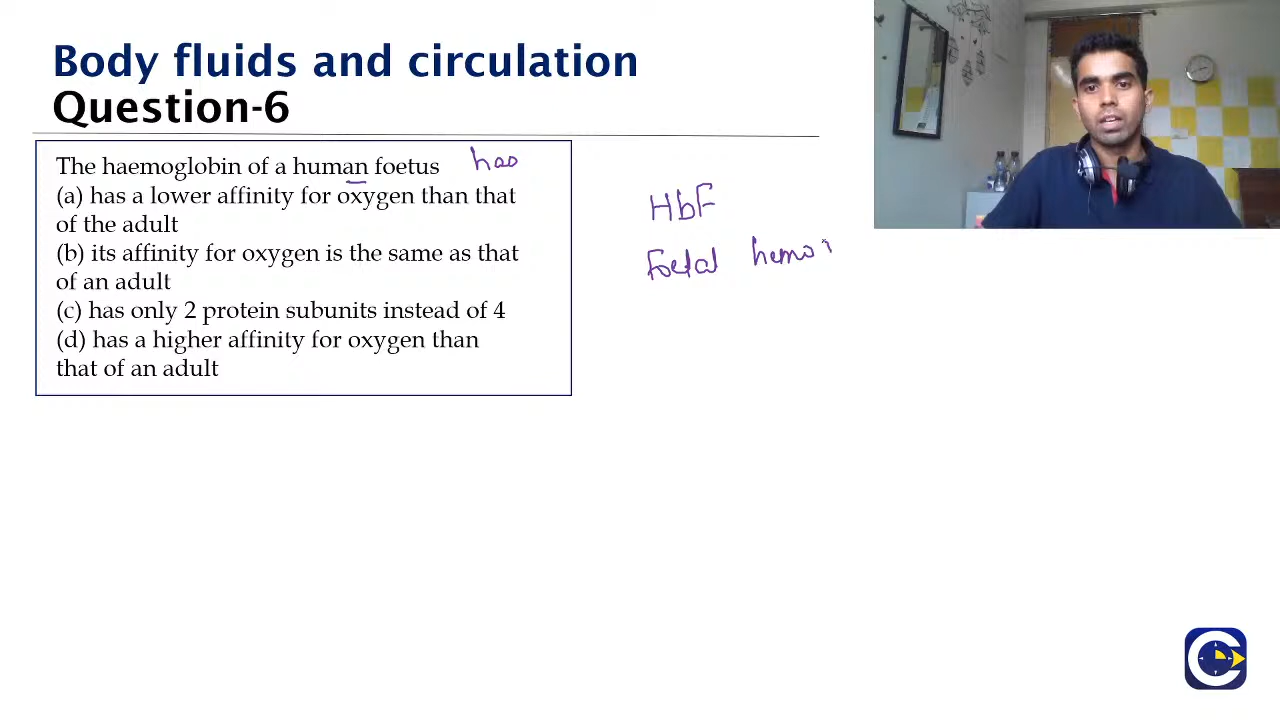 Body fluids and circulation
Question-6
The haemoglobin of a human foetus has
(a) has a lower affinity for oxygen than that
of the adult
(b) its affinity for oxygen is the same as that
of an adult
(c) has only 2 protein subunits instead of 4
(d) has a higher affinity for oxygen than
that of an adult
HbF
Foetal hemo